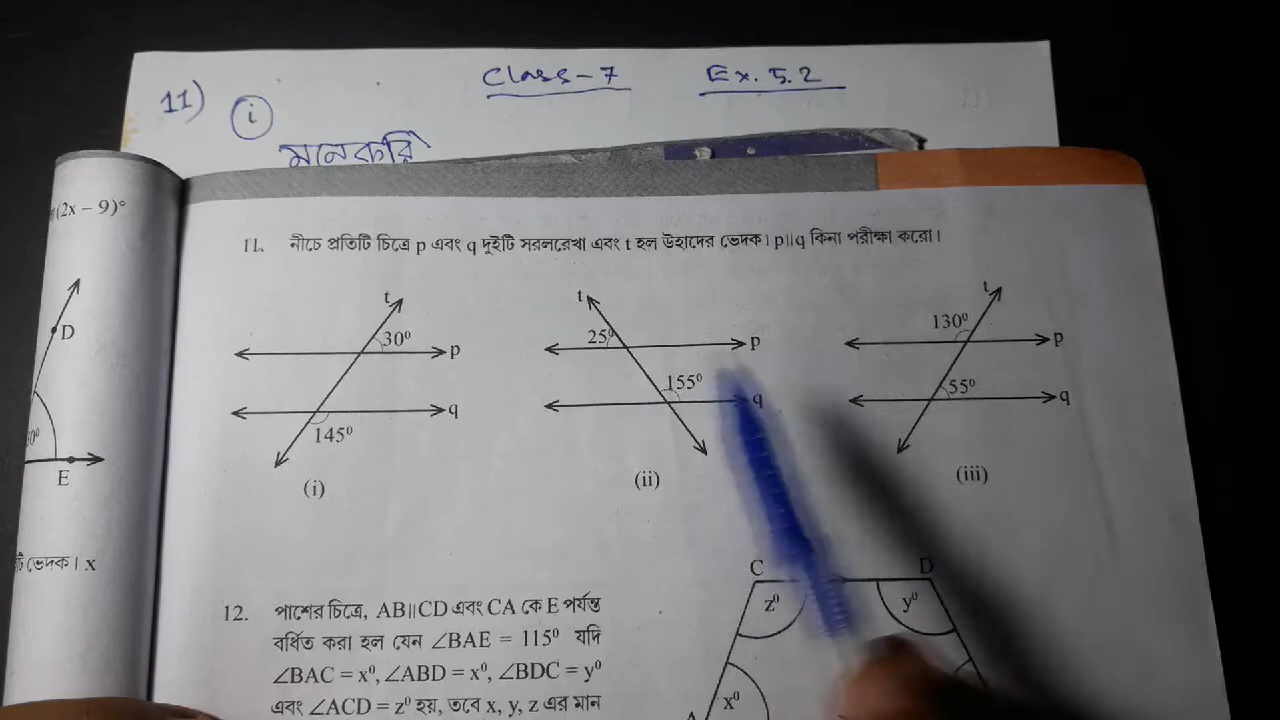 Class-7 Ex. 5.2
11) i
মানকরি
(2x – 9)°
11. নীচে প্রতিটি চিত্রে p এবং q দুইটি সরলরেখা এবং t হল উহাদের ভেদক। p||q কিনা পরীক্ষা করো।
t 30⁰ p
q 145⁰
(i)
t 25⁰ p
155⁰ q
(ii)
t 130⁰ p
55⁰ q
(iii)
D
E
ভেদক। x
12. পাশের চিত্রে, AB||CD এবং CA কে E পর্যন্ত
বর্ধিত করা হল যেন ∠BAE = 115⁰ যদি
∠BAC = x⁰, ∠ABD = x⁰, ∠BDC = y⁰
এবং ∠ACD = z⁰ হয়, তবে x, y, z এর মান
C D
z⁰ y⁰
x⁰
A